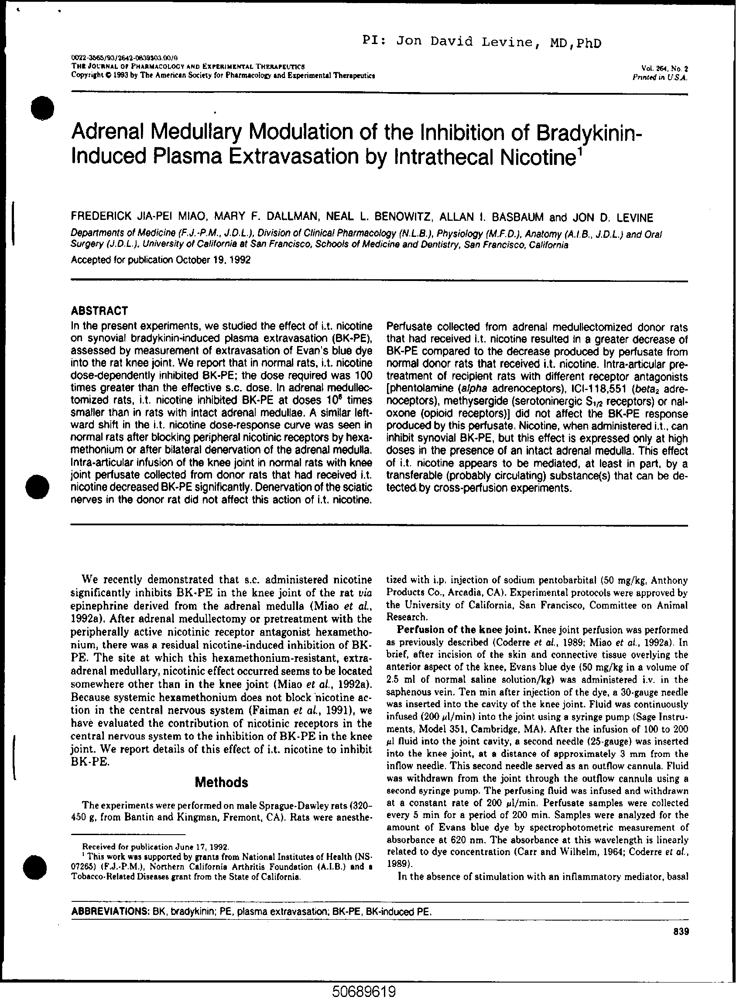 PI: Jon David Levine, MD,PhD
0022-3565/93/2642-0839$03.00/0
THE JOURNAL OF PHARMACOLOGY AND EXPERIMENTAL THERAPEUTICS
Copyright © 1993 by The American Society for Pharmacology and Experimental Therapeutics
Vol. 264, No. 2
Printed in U.S.A.
Adrenal Medullary Modulation of the Inhibition of Bradykinin-
Induced Plasma Extravasation by Intrathecal Nicotine¹
FREDERICK JIA-PEI MIAO, MARY F. DALLMAN, NEAL L. BENOWITZ, ALLAN I. BASBAUM and JON D. LEVINE
Departments of Medicine (F.J.-P.M., J.D.L.), Division of Clinical Pharmacology (N.L.B.), Physiology (M.F.D.), Anatomy (A.I.B., J.D.L.) and Oral
Surgery (J.D.L.), University of California at San Francisco, Schools of Medicine and Dentistry, San Francisco, California
Accepted for publication October 19, 1992
ABSTRACT
In the present experiments, we studied the effect of i.t. nicotine
on synovial bradykinin-induced plasma extravasation (BK-PE),
assessed by measurement of extravasation of Evan's blue dye
into the rat knee joint. We report that in normal rats, i.t. nicotine
dose-dependently inhibited BK-PE; the dose required was 100
times greater than the effective s.c. dose. In adrenal medullec-
tomized rats, i.t. nicotine inhibited BK-PE at doses 10⁶ times
smaller than in rats with intact adrenal medullae. A similar left-
ward shift in the i.t. nicotine dose-response curve was seen in
normal rats after blocking peripheral nicotinic receptors by hexa-
methonium or after bilateral denervation of the adrenal medulla.
Intra-articular infusion of the knee joint in normal rats with knee
joint perfusate collected from donor rats that had received i.t.
nicotine decreased BK-PE significantly. Denervation of the sciatic
nerves in the donor rat did not affect this action of i.t. nicotine.
Perfusate collected from adrenal medullectomized donor rats
that had received i.t. nicotine resulted in a greater decrease of
BK-PE compared to the decrease produced by perfusate from
normal donor rats that received i.t. nicotine. Intra-articular pre-
treatment of recipient rats with different receptor antagonists
[phentolamine (alpha adrenoceptors), ICI-118,551 (beta₂ adre-
noceptors), methysergide (serotoninergic S₁/₂ receptors) or nal-
oxone (opioid receptors)] did not affect the BK-PE response
produced by this perfusate. Nicotine, when administered i.t., can
inhibit synovial BK-PE, but this effect is expressed only at high
doses in the presence of an intact adrenal medulla. This effect
of i.t. nicotine appears to be mediated, at least in part, by a
transferable (probably circulating) substance(s) that can be de-
tected by cross-perfusion experiments.
We recently demonstrated that s.c. administered nicotine
significantly inhibits BK-PE in the knee joint of the rat via
epinephrine derived from the adrenal medulla (Miao et al.,
1992a). After adrenal medullectomy or pretreatment with the
peripherally active nicotinic receptor antagonist hexametho-
nium, there was a residual nicotine-induced inhibition of BK-
PE. The site at which this hexamethonium-resistant, extra-
adrenal medullary, nicotinic effect occurred seems to be located
somewhere other than in the knee joint (Miao et al., 1992a).
Because systemic hexamethonium does not block nicotine ac-
tion in the central nervous system (Faiman et al., 1991), we
have evaluated the contribution of nicotinic receptors in the
central nervous system to the inhibition of BK-PE in the knee
joint. We report details of this effect of i.t. nicotine to inhibit
BK-PE.
Methods
The experiments were performed on male Sprague-Dawley rats (320–
450 g, from Bantin and Kingman, Fremont, CA). Rats were anesthe-
Received for publication June 17, 1992.
¹ This work was supported by grants from National Institutes of Health (NS-
07265) (F.J.-P.M.), Northern California Arthritis Foundation (A.I.B.) and a
Tobacco-Related Diseases grant from the State of California.
tized with i.p. injection of sodium pentobarbital (50 mg/kg, Anthony
Products Co., Arcadia, CA). Experimental protocols were approved by
the University of California, San Francisco, Committee on Animal
Research.
Perfusion of the knee joint. Knee joint perfusion was performed
as previously described (Coderre et al., 1989; Miao et al., 1992a). In
brief, after incision of the skin and connective tissue overlying the
anterior aspect of the knee, Evans blue dye (50 mg/kg in a volume of
2.5 ml of normal saline solution/kg) was administered i.v. in the
saphenous vein. Ten min after injection of the dye, a 30-gauge needle
was inserted into the cavity of the knee joint. Fluid was continuously
infused (200 μl/min) into the joint using a syringe pump (Sage Instru-
ments, Model 351, Cambridge, MA). After the infusion of 100 to 200
μl fluid into the joint cavity, a second needle (25-gauge) was inserted
into the knee joint, at a distance of approximately 3 mm from the
inflow needle. This second needle served as an outflow cannula. Fluid
was withdrawn from the joint through the outflow cannula using a
second syringe pump. The perfusing fluid was infused and withdrawn
at a constant rate of 200 μl/min. Perfusate samples were collected
every 5 min for a period of 200 min. Samples were analyzed for the
amount of Evans blue dye by spectrophotometric measurement of
absorbance at 620 nm. The absorbance at this wavelength is linearly
related to dye concentration (Carr and Wilhelm, 1964; Coderre et al.,
1989).
In the absence of stimulation with an inflammatory mediator, basal
ABBREVIATIONS: BK, bradykinin; PE, plasma extravasation; BK-PE, BK-induced PE.
839
50689619